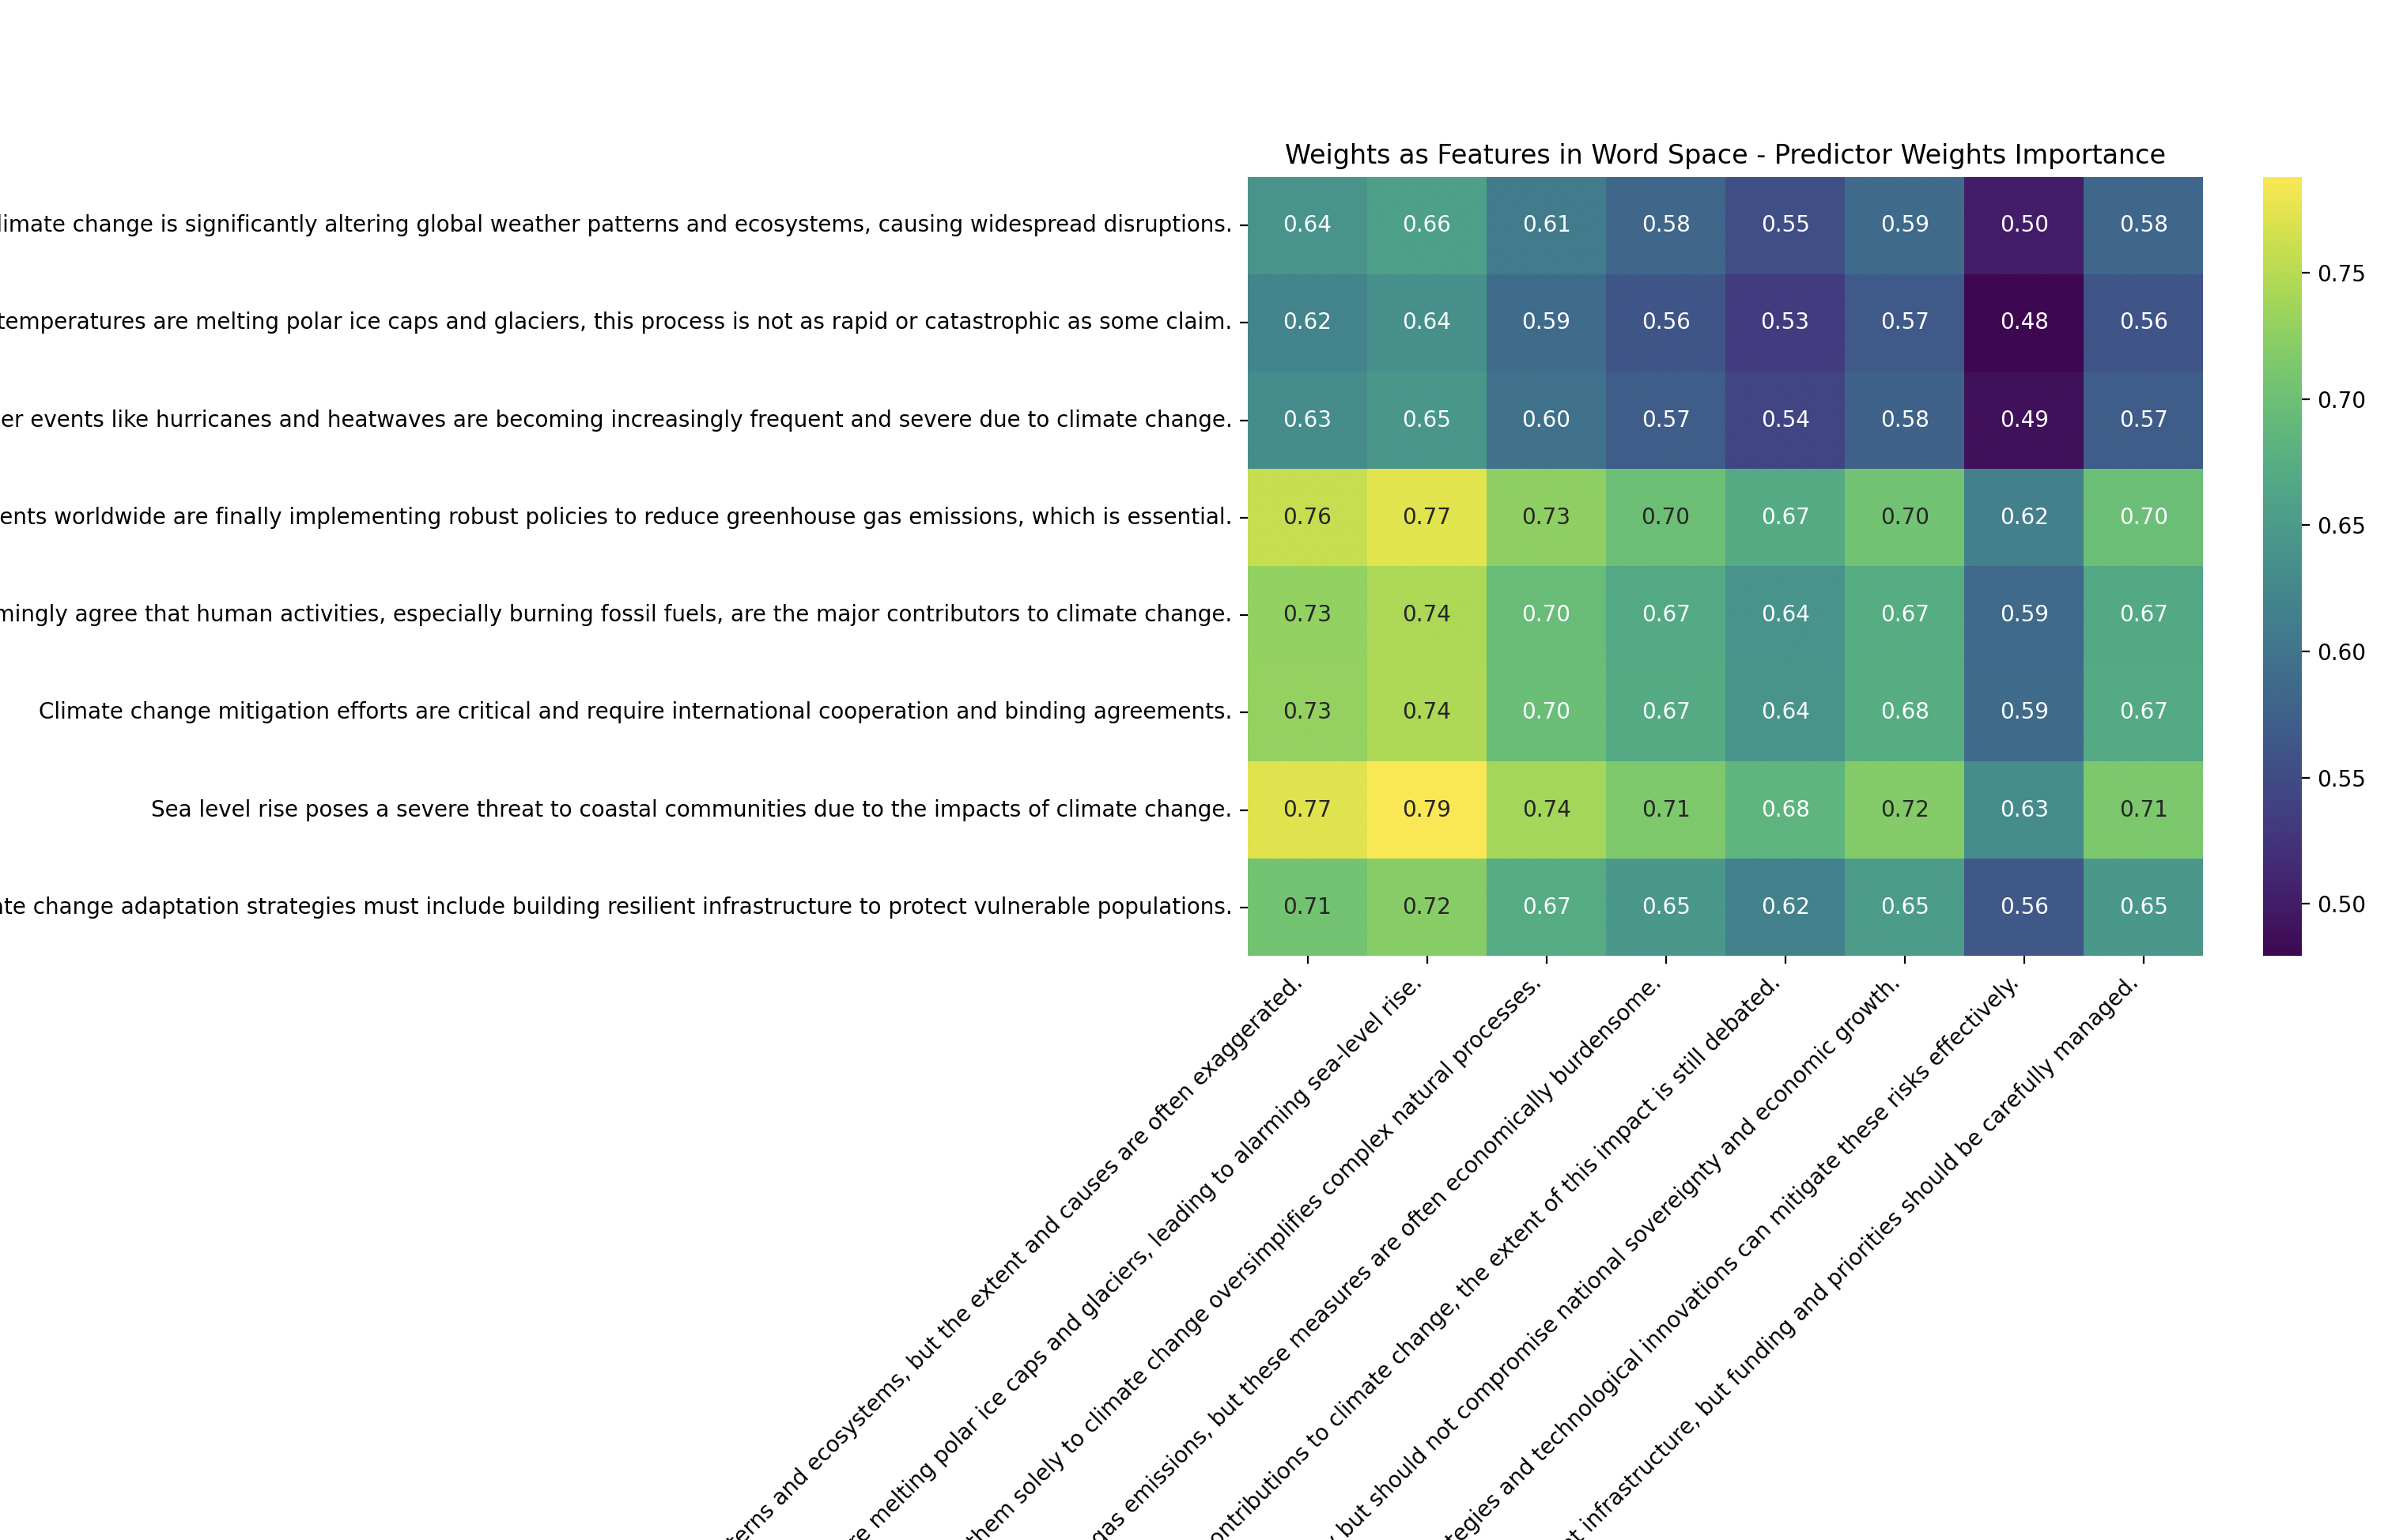 Weights as Features in Word Space - Predictor Weights Importance
climate change is significantly altering global weather patterns and ecosystems, causing widespread disruptions.
0.64 0.66 0.61 0.58 0.55 0.59 0.50 0.58
temperatures are melting polar ice caps and glaciers, this process is not as rapid or catastrophic as some claim.
0.62 0.64 0.59 0.56 0.53 0.57 0.48 0.56
er events like hurricanes and heatwaves are becoming increasingly frequent and severe due to climate change.
0.63 0.65 0.60 0.57 0.54 0.58 0.49 0.57
ents worldwide are finally implementing robust policies to reduce greenhouse gas emissions, which is essential.
0.76 0.77 0.73 0.70 0.67 0.70 0.62 0.70
mingly agree that human activities, especially burning fossil fuels, are the major contributors to climate change.
0.73 0.74 0.70 0.67 0.64 0.67 0.59 0.67
Climate change mitigation efforts are critical and require international cooperation and binding agreements.
0.73 0.74 0.70 0.67 0.64 0.68 0.59 0.67
Sea level rise poses a severe threat to coastal communities due to the impacts of climate change.
0.77 0.79 0.74 0.71 0.68 0.72 0.63 0.71
ate change adaptation strategies must include building resilient infrastructure to protect vulnerable populations.
0.71 0.72 0.67 0.65 0.62 0.65 0.56 0.65
terns and ecosystems, but the extent and causes are often exaggerated.
re melting polar ice caps and glaciers, leading to alarming sea-level rise.
them solely to climate change oversimplifies complex natural processes.
gas emissions, but these measures are often economically burdensome.
ontributions to climate change, the extent of this impact is still debated.
y but should not compromise national sovereignty and economic growth.
tegies and technological innovations can mitigate these risks effectively.
nt infrastructure, but funding and priorities should be carefully managed.
0.75
0.70
0.65
0.60
0.55
0.50